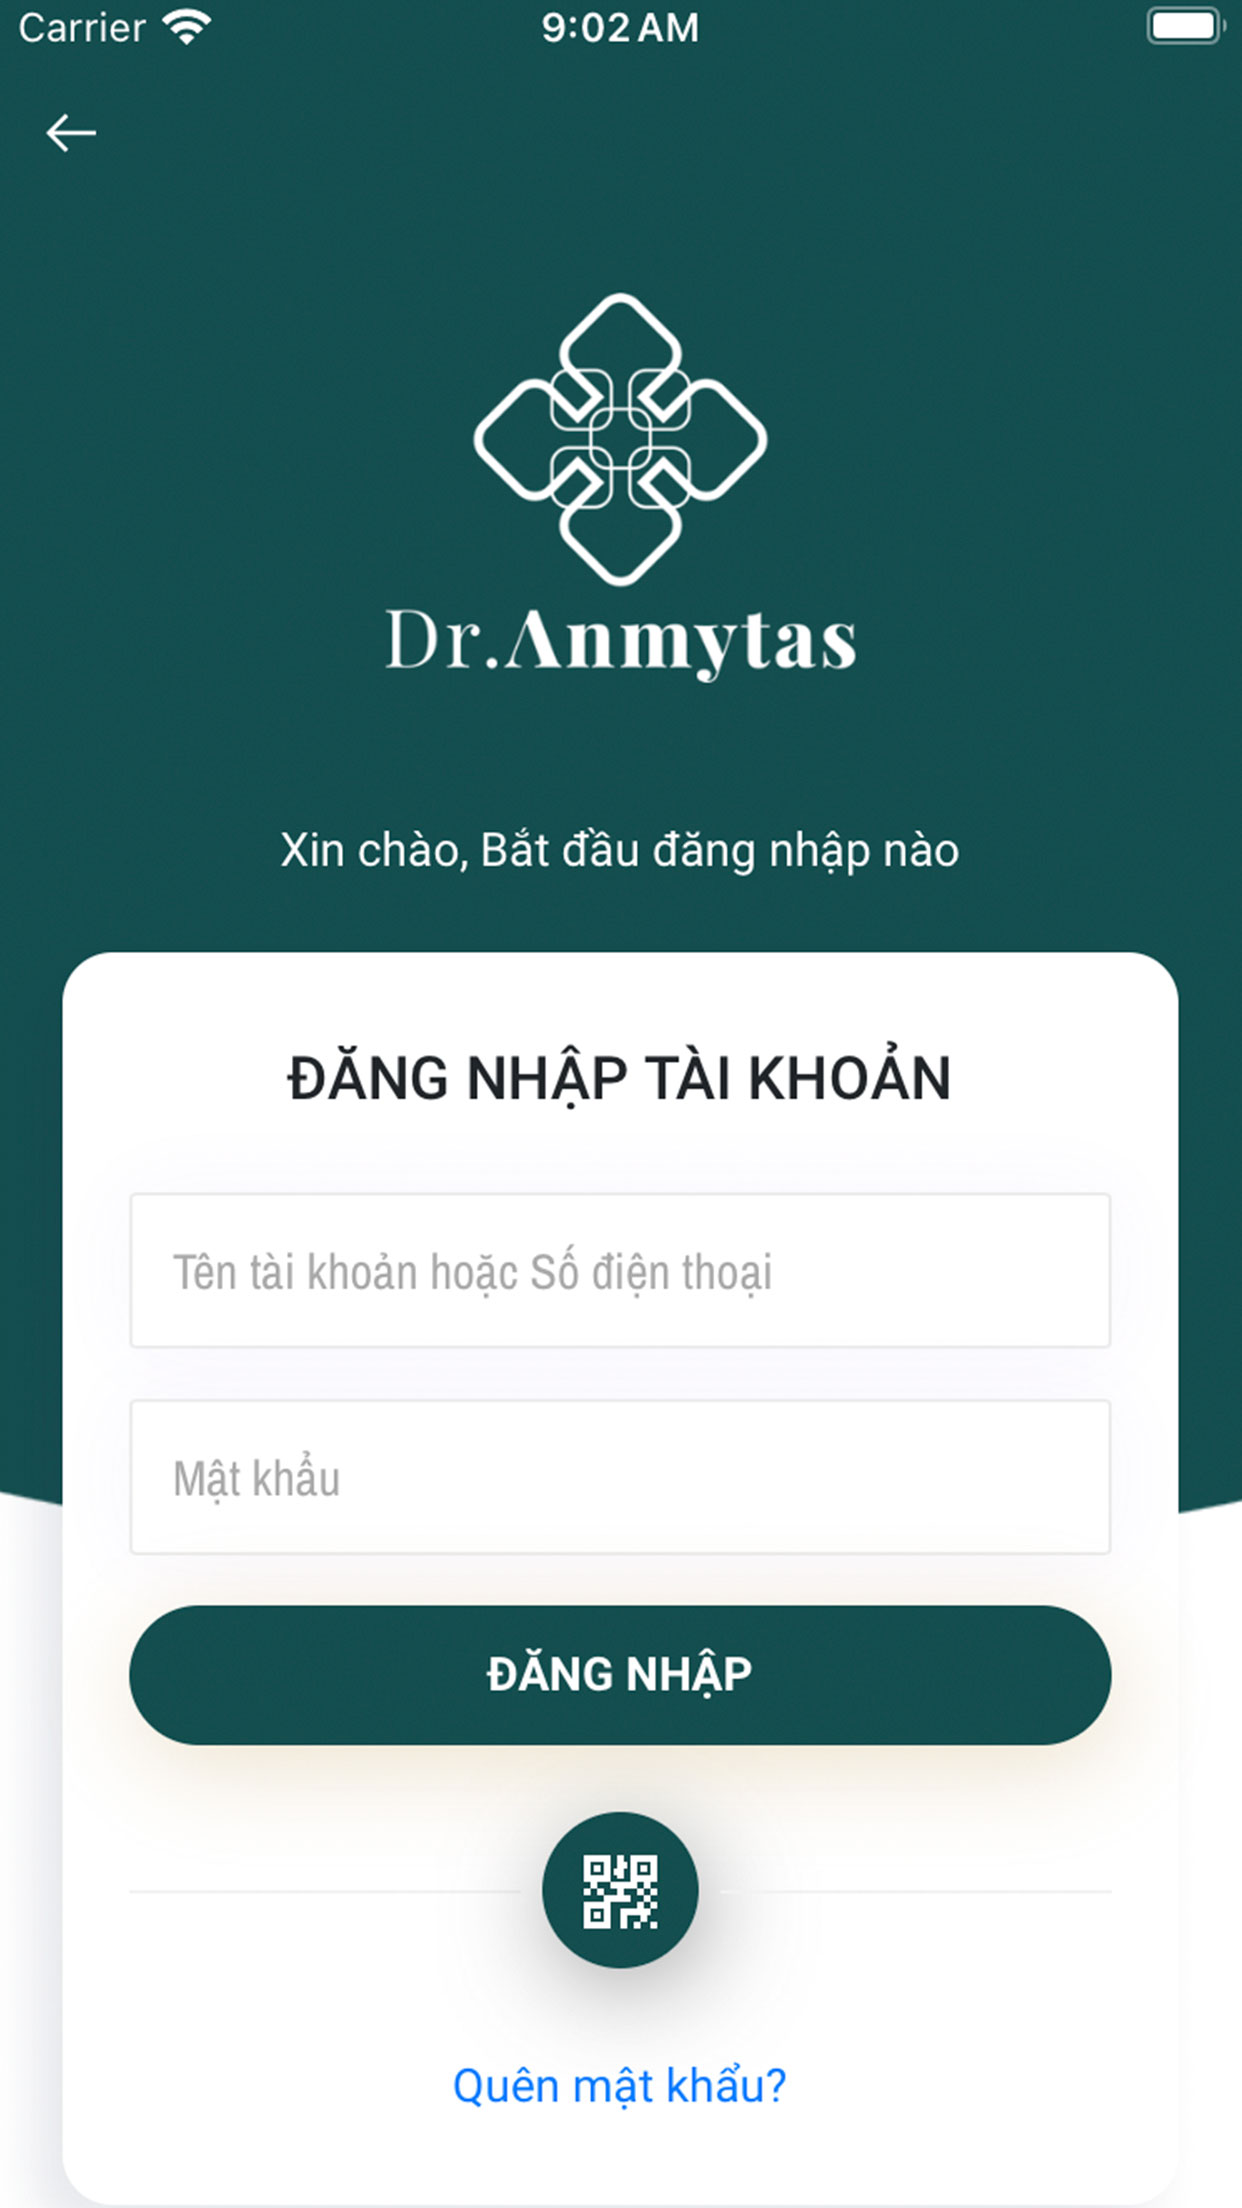 Carrier 9:02 AM
Dr.Anmytas
Xin chào, Bắt đầu đăng nhập nào
ĐĂNG NHẬP TÀI KHOẢN
Tên tài khoản hoặc Số điện thoại
Mật khẩu
ĐĂNG NHẬP
Quên mật khẩu?